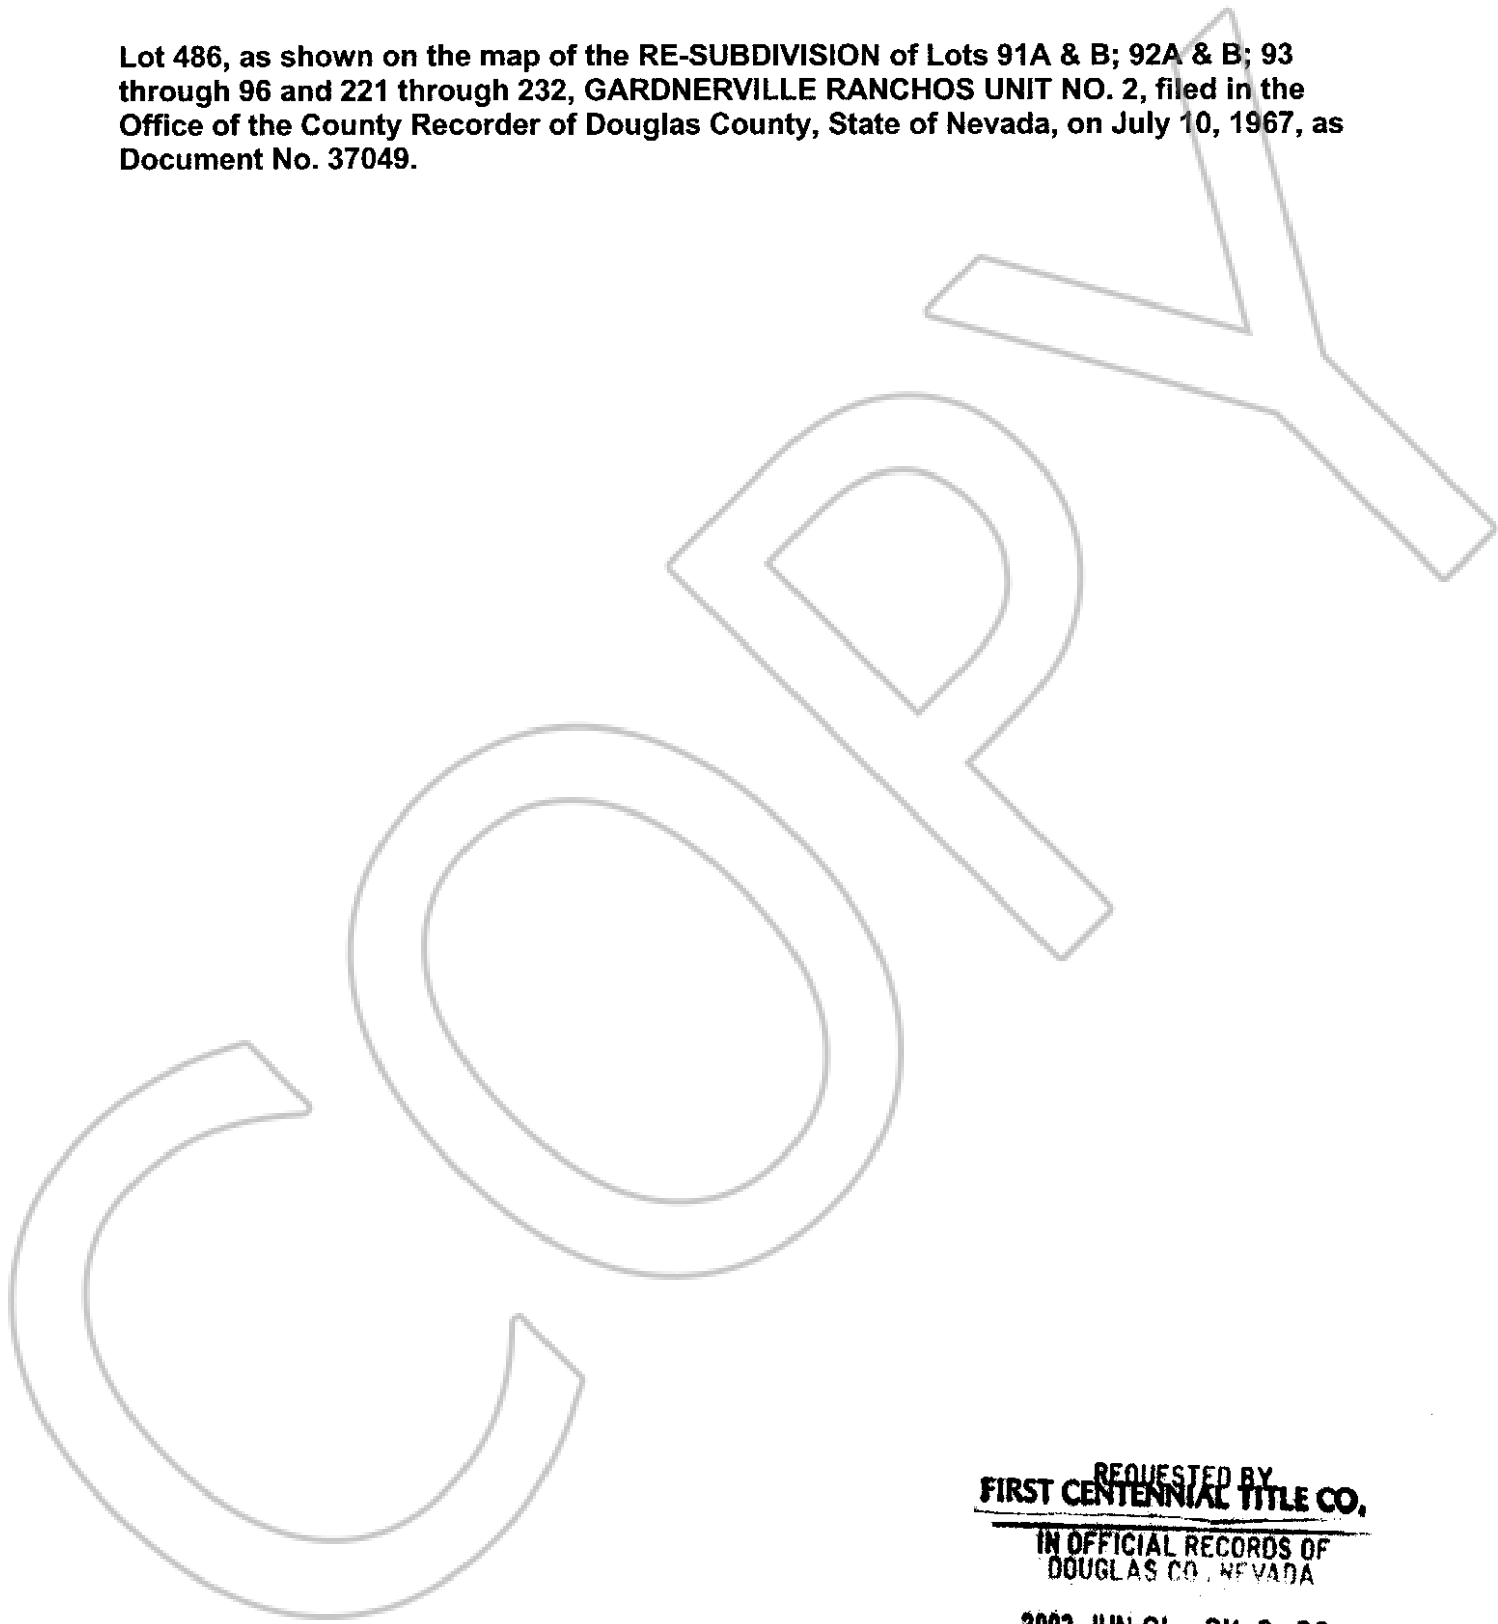 Lot 486, as shown on the map of the RE-SUBDIVISION of Lots 91A & B; 92A & B; 93
through 96 and 221 through 232, GARDNERVILLE RANCHOS UNIT NO. 2, filed in the
Office of the County Recorder of Douglas County, State of Nevada, on July 10, 1967, as
Document No. 37049.
COPY
REQUESTED BY
FIRST CENTENNIAL TITLE CO.
IN OFFICIAL RECORDS OF
DOUGLAS CO., NEVADA